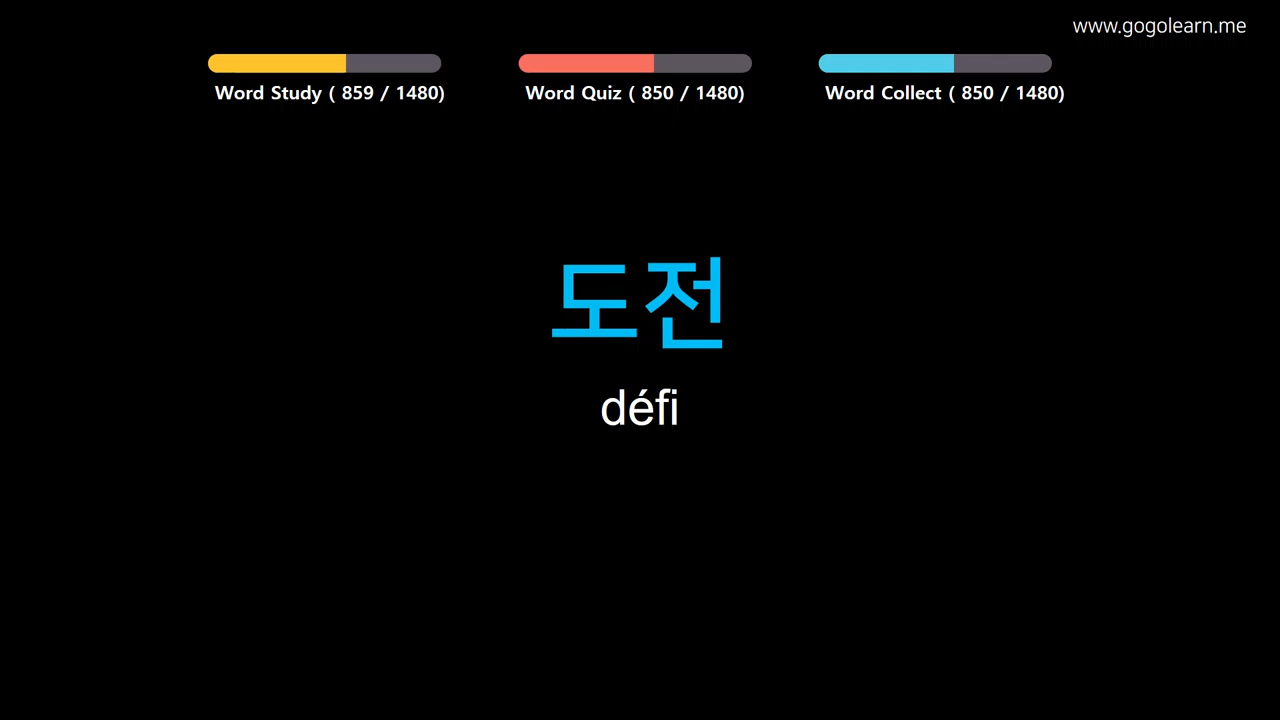 www.gogolearn.me
Word Study ( 859 / 1480)
Word Quiz ( 850 / 1480)
Word Collect ( 850 / 1480)
도전
défi